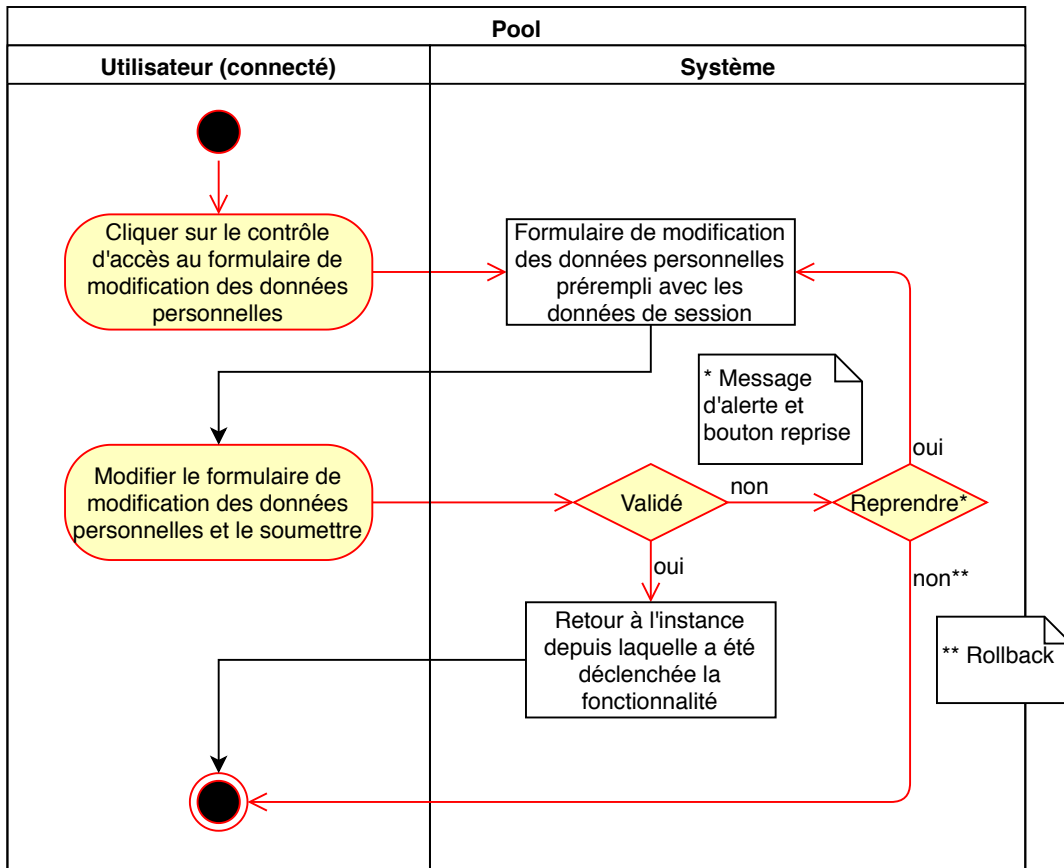 Pool
Utilisateur (connecté)
Système
Cliquer sur le contrôle
d'accès au formulaire de
modification des données
personnelles
Formulaire de modification
des données personnelles
prérempli avec les
données de session
* Message
d'alerte et
bouton reprise
oui
Modifier le formulaire de
modification des données
personnelles et le soumettre
Validé
non
Reprendre*
oui
non**
Retour à l'instance
depuis laquelle a été
déclenchée la
fonctionnalité
** Rollback